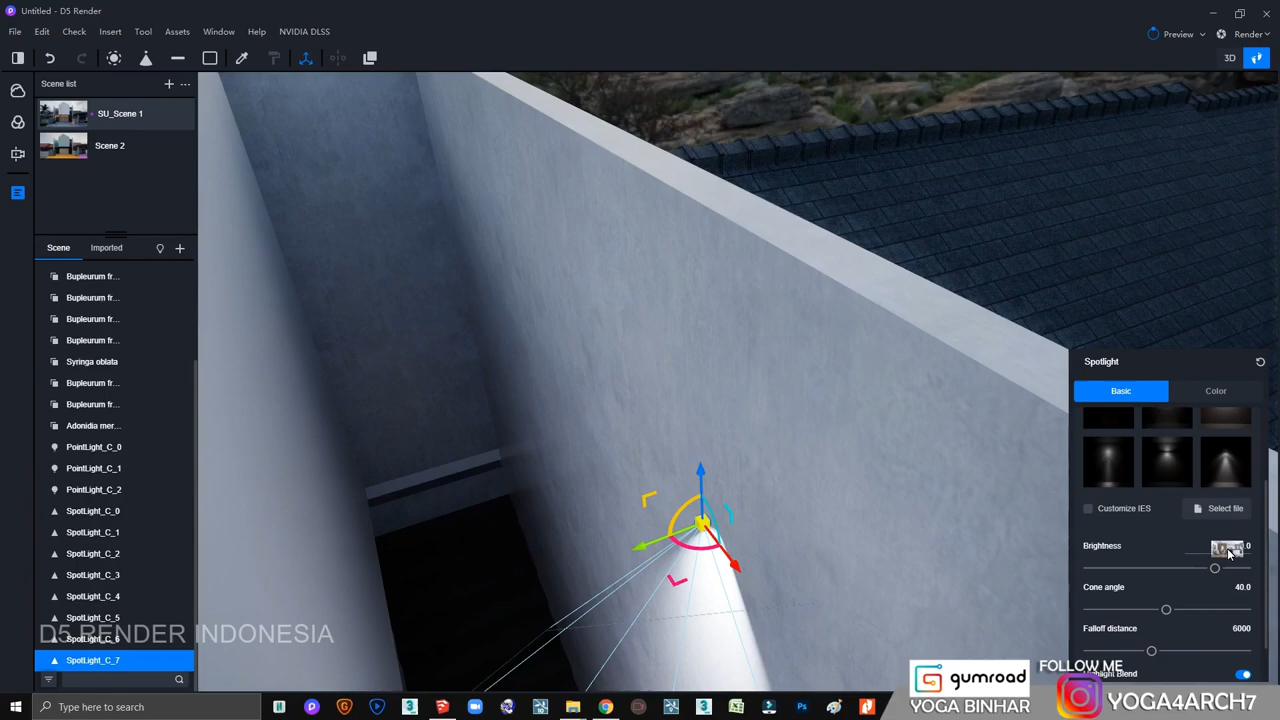 Untitled - D5 Render
File Edit Check Insert Tool Assets Window Help NVIDIA DLSS
Preview Render
3D
Scene list
SU_Scene 1
Scene 2
Scene Imported
Bupleurum fr...
Bupleurum fr...
Bupleurum fr...
Bupleurum fr...
Syringa oblata
Bupleurum fr...
Bupleurum fr...
Adonidia mer...
PointLight_C_0
PointLight_C_1
PointLight_C_2
SpotLight_C_0
SpotLight_C_1
SpotLight_C_2
SpotLight_C_3
SpotLight_C_4
SpotLight_C_5
SpotLight_C_6
SpotLight_C_7
D5 RENDER INDONESIA
Spotlight
Basic Color
Customize IES Select file
Brightness
Cone angle 40.0
Falloff distance 6000
Blend
Type here to search
gumroad
YOGA BINHAR
FOLLOW ME
YOGA4ARCH7